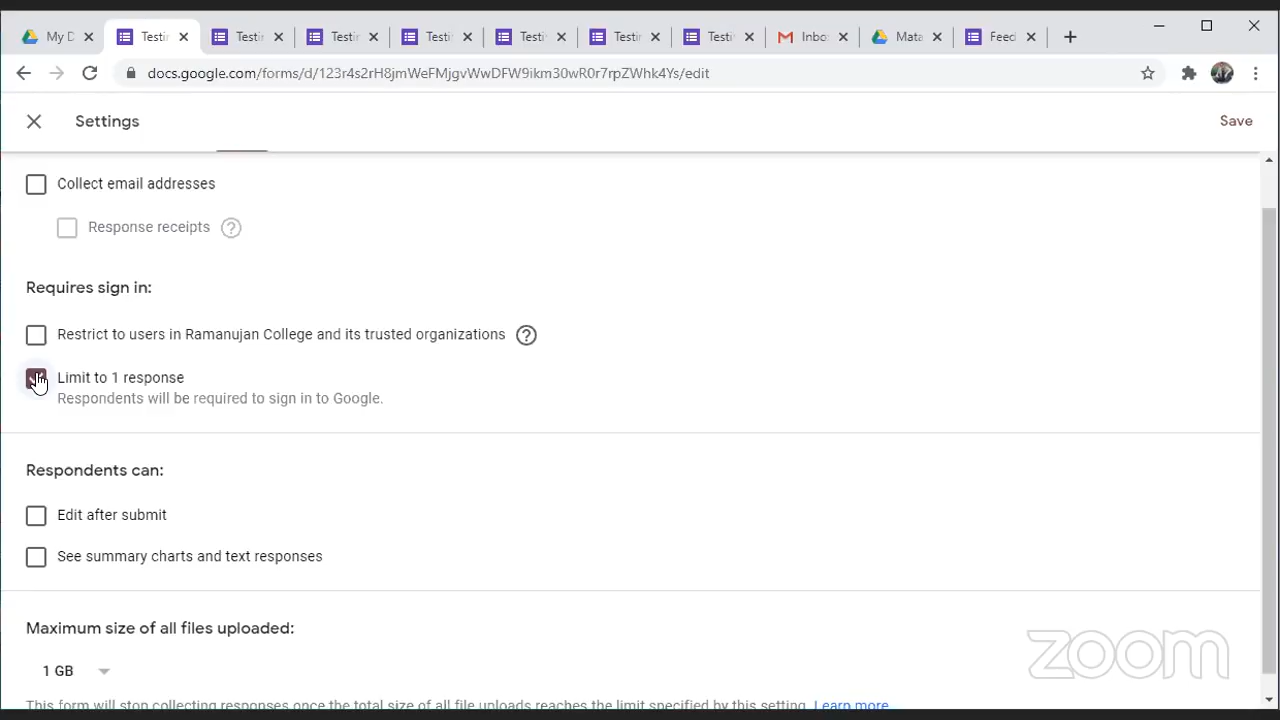 My D
Testin
Testin
Testin
Testi
Testi
Testin
Testi
Inbo
Mata
Feed
docs.google.com/forms/d/123r4s2rH8jmWeFMJgvWwDFW9ikm30wR0r7rpZWhk4Ys/edit
Settings
Save
Collect email addresses
Response receipts
Requires sign in:
Restrict to users in Ramanujan College and its trusted organizations
Limit to 1 response
Respondents will be required to sign in to Google.
Respondents can:
Edit after submit
See summary charts and text responses
Maximum size of all files uploaded:
1 GB
zoom
This form will stop collecting responses once the total size of all file uploads reaches the limit specified by this setting. Learn more